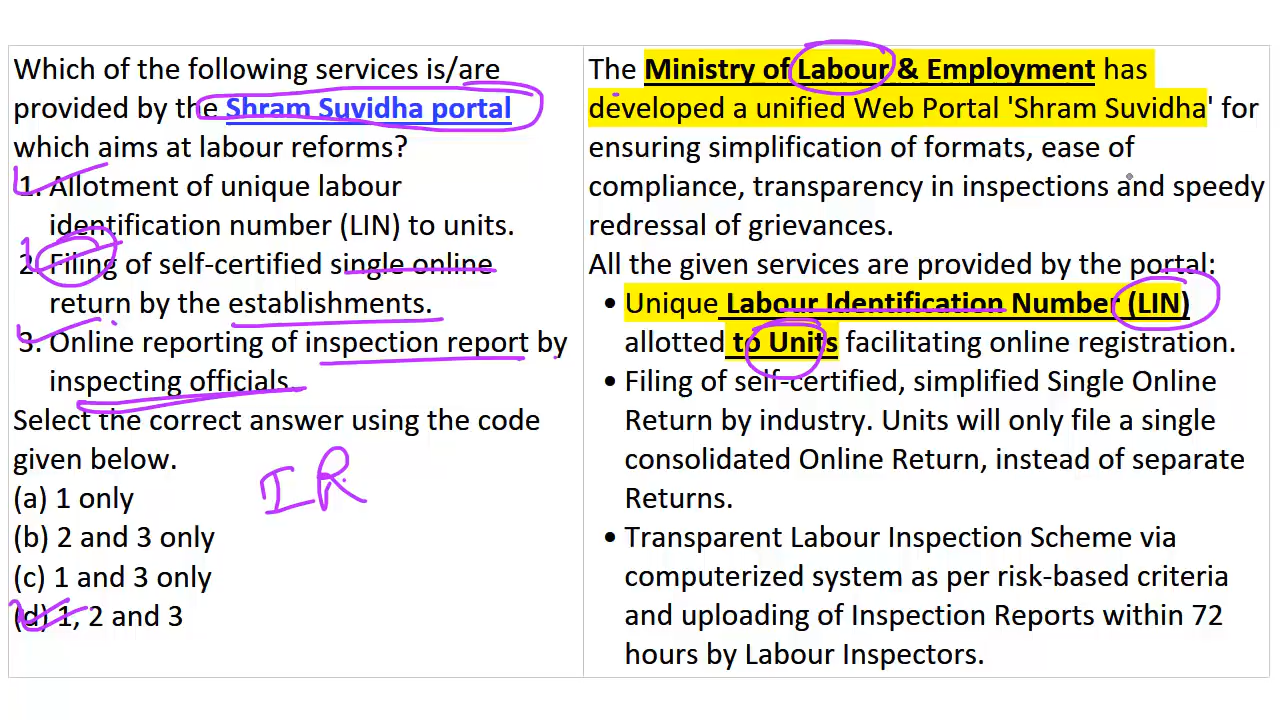 Which of the following services is/are
provided by the Shram Suvidha portal
which aims at labour reforms?
1. Allotment of unique labour
identification number (LIN) to units.
2. Filing of self-certified single online
return by the establishments.
3. Online reporting of inspection report by
inspecting officials.
Select the correct answer using the code
given below.
(a) 1 only
(b) 2 and 3 only
(c) 1 and 3 only
(d) 1, 2 and 3
IR
The Ministry of Labour & Employment has
developed a unified Web Portal 'Shram Suvidha' for
ensuring simplification of formats, ease of
compliance, transparency in inspections and speedy
redressal of grievances.
All the given services are provided by the portal:
• Unique Labour Identification Number (LIN)
allotted to Units facilitating online registration.
• Filing of self-certified, simplified Single Online
Return by industry. Units will only file a single
consolidated Online Return, instead of separate
Returns.
• Transparent Labour Inspection Scheme via
computerized system as per risk-based criteria
and uploading of Inspection Reports within 72
hours by Labour Inspectors.